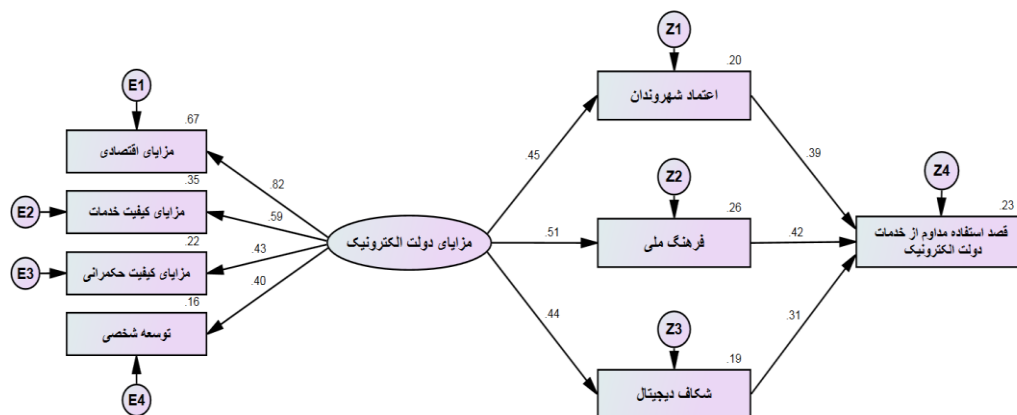 Z1
.20
اعتماد شهروندان
E1
.67
مزایای اقتصادی
.45
.39
.82
E2
.35
مزایای کیفیت خدمات
.59
Z2
.26
فرهنگ ملی
Z4
.23
قصد استفاده مداوم از خدمات
دولت الکترونیک
مزایای دولت الکترونیک
.51
.42
E3
.22
مزایای کیفیت حکمرانی
.43
.40
.16
توسعه شخصی
.44
.31
Z3
.19
شکاف دیجیتال
E4